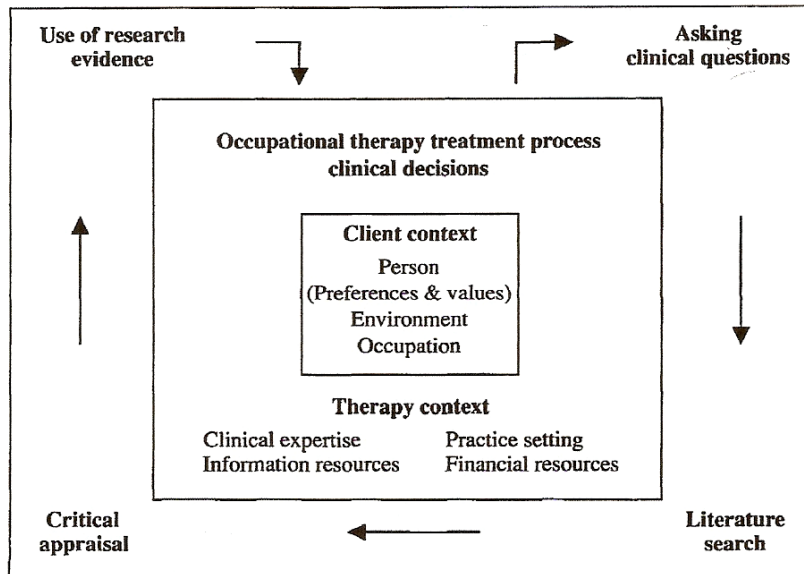 Use of research
evidence
Asking
clinical questions
Occupational therapy treatment process
clinical decisions
Client context
Person
(Preferences & values)
Environment
Occupation
Therapy context
Clinical expertise
Practice setting
Information resources
Financial resources
Critical
appraisal
Literature
search